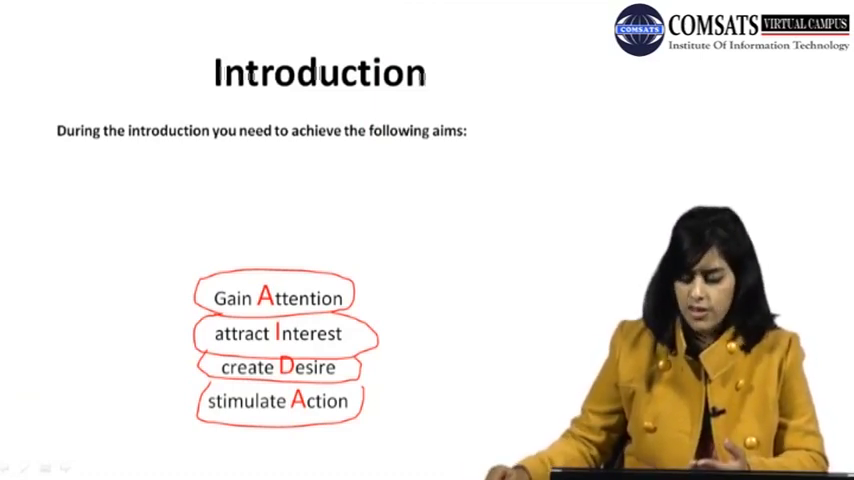 COMSATS VIRTUAL CAMPUS
Institute Of Information Technology
COMSATS
Introduction
During the introduction you need to achieve the following aims:
Gain Attention
attract Interest
create Desire
stimulate Action